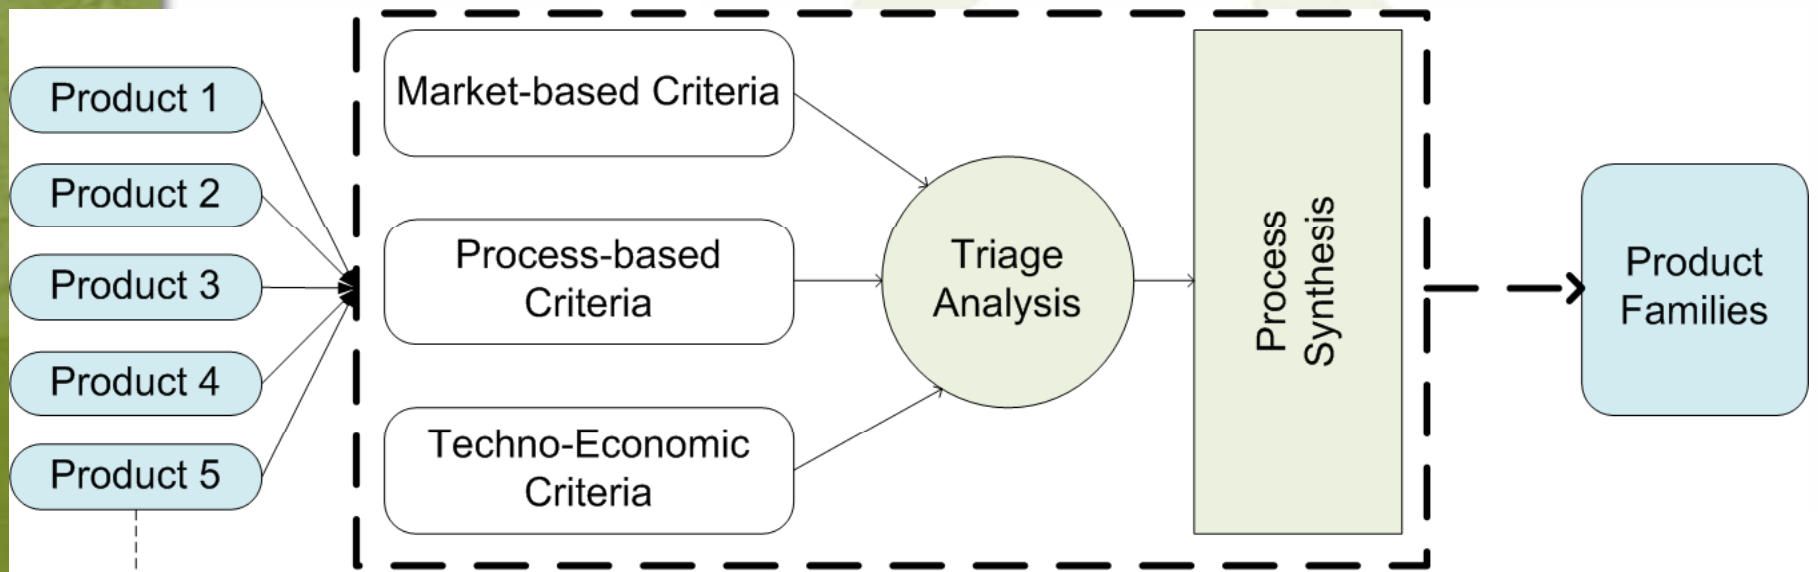 Product 1
Product 2
Product 3
Product 4
Product 5
Market-based Criteria
Process-based
Criteria
Techno-Economic
Criteria
Triage
Analysis
Process
Synthesis
Product
Families